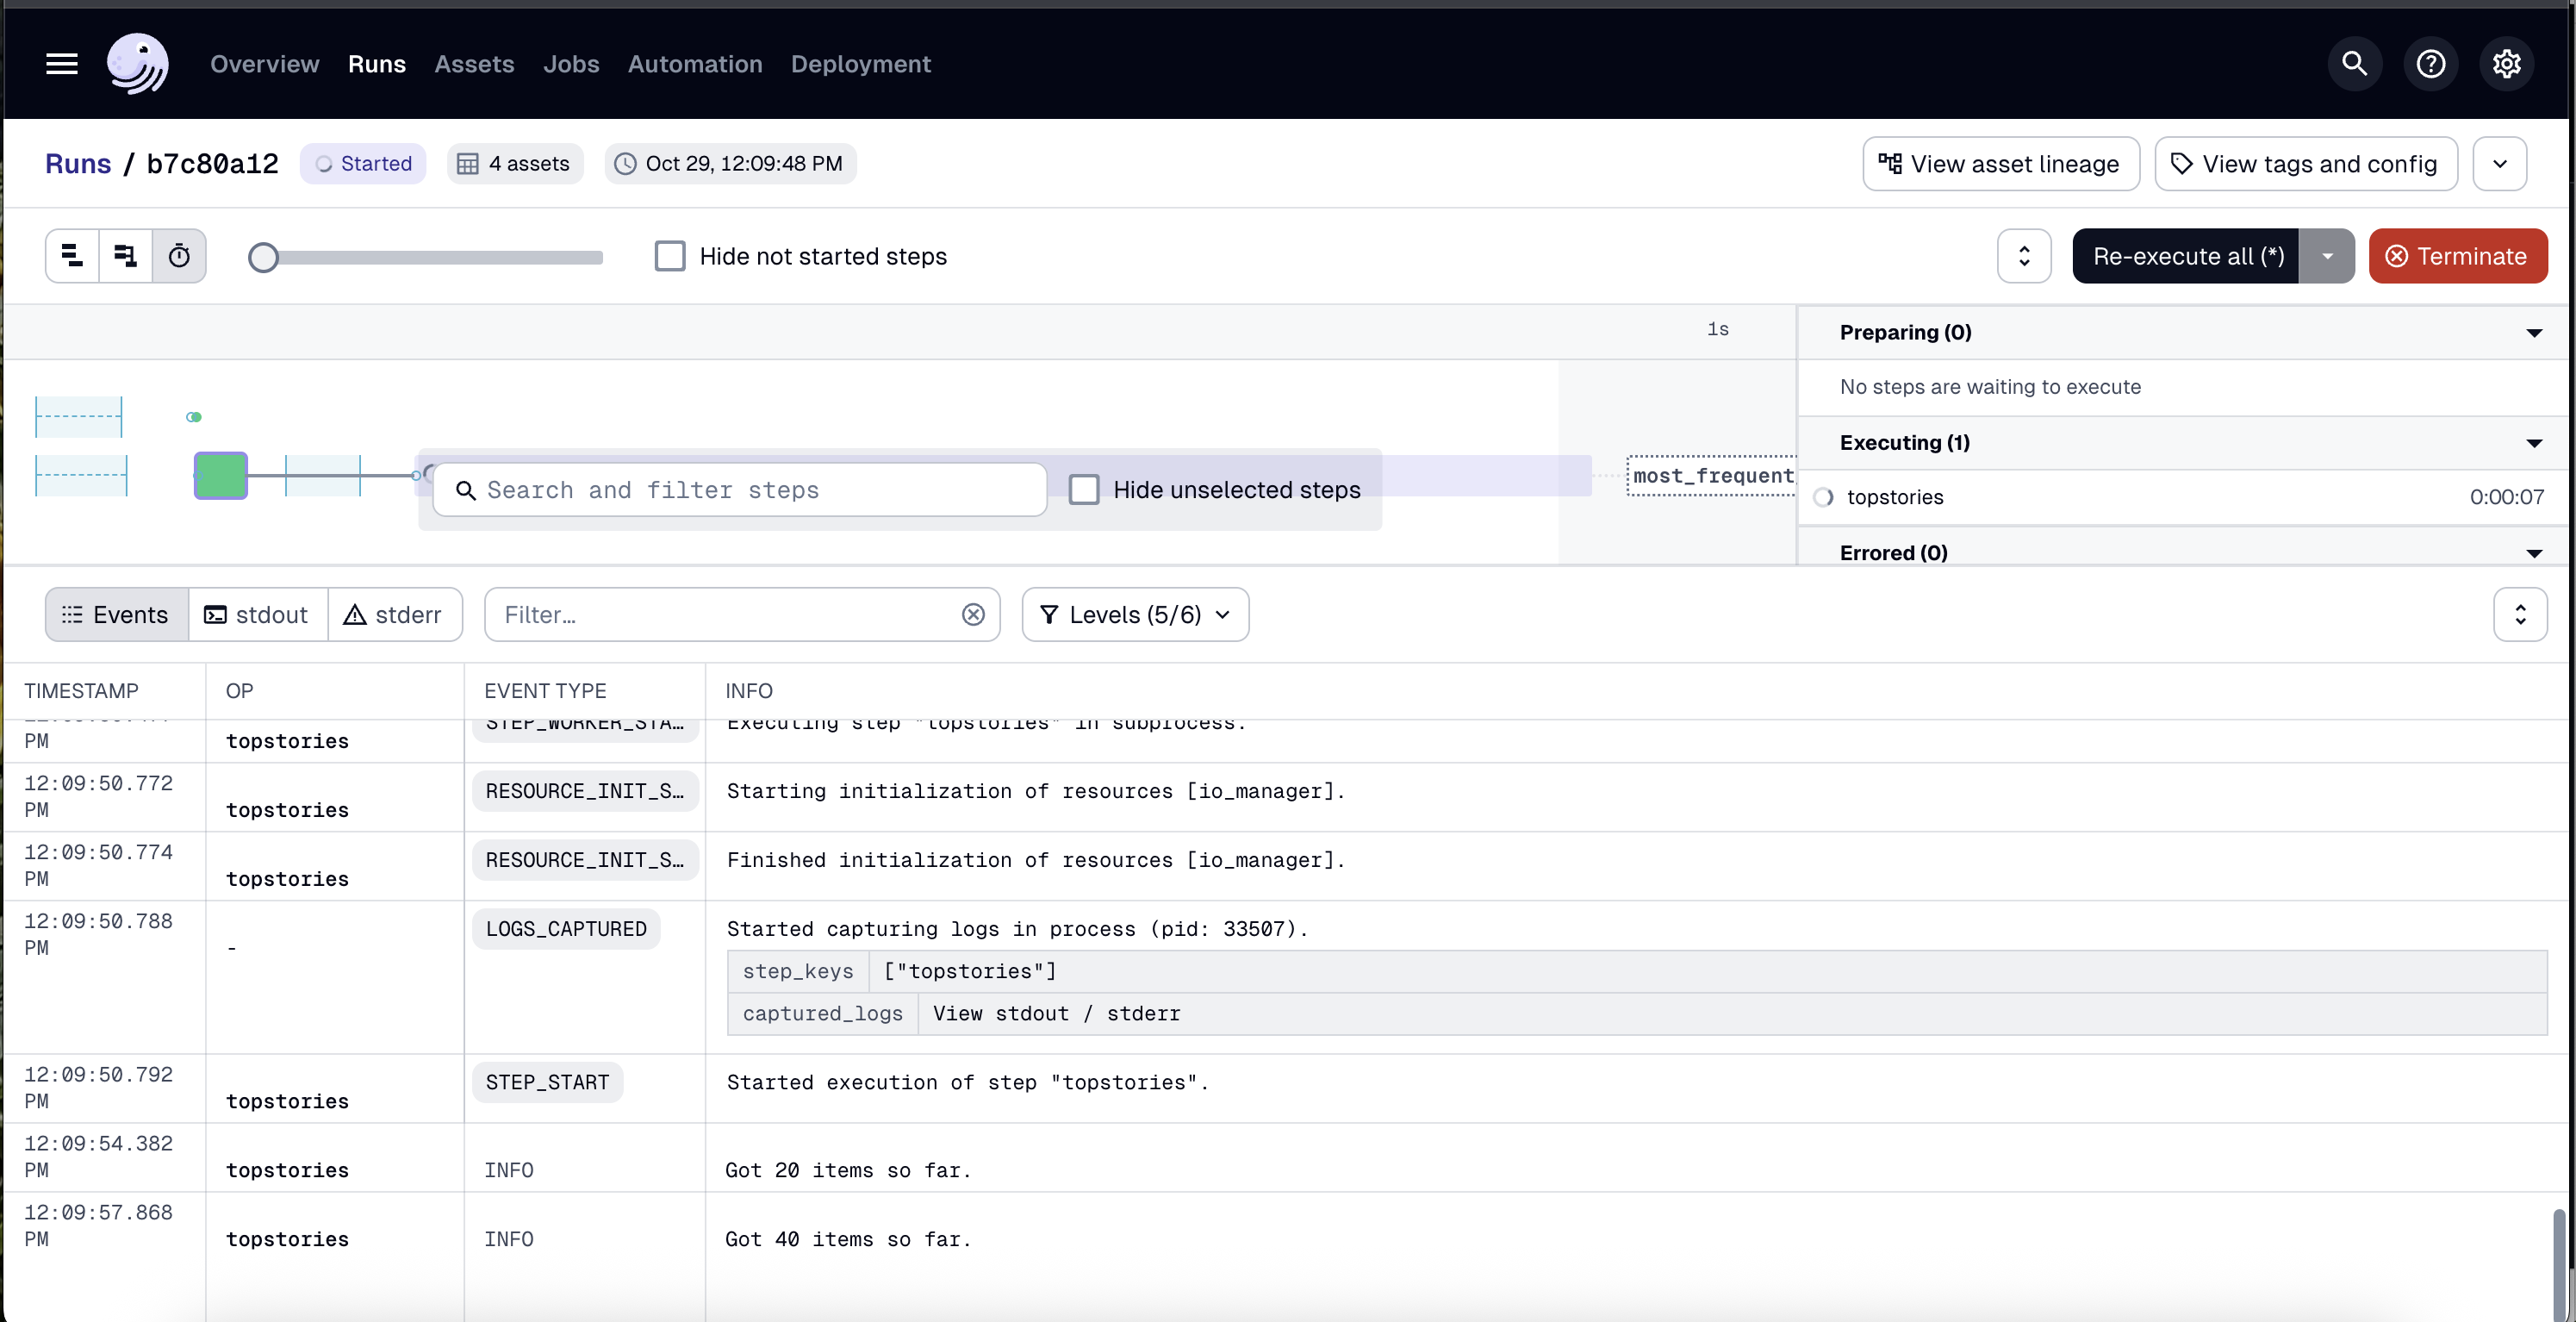 Overview Runs Assets Jobs Automation Deployment
Runs / b7c80a12 Started 4 assets Oct 29, 12:09:48 PM View asset lineage View tags and config
Hide not started steps Re-execute all (*) Terminate
1s
Preparing (0)
No steps are waiting to execute
Executing (1)
topstories 0:00:07
Errored (0)
most_frequent
Search and filter steps Hide unselected steps
Events stdout stderr Filter… Levels (5/6)
TIMESTAMP OP EVENT TYPE INFO
PM topstories STEP_WORKER_STA… Executing step "topstories" in subprocess.
12:09:50.772
PM topstories RESOURCE_INIT_S… Starting initialization of resources [io_manager].
12:09:50.774
PM topstories RESOURCE_INIT_S… Finished initialization of resources [io_manager].
12:09:50.788
PM - LOGS_CAPTURED Started capturing logs in process (pid: 33507).
step_keys ["topstories"]
captured_logs View stdout / stderr
12:09:50.792
PM topstories STEP_START Started execution of step "topstories".
12:09:54.382
PM topstories INFO Got 20 items so far.
12:09:57.868
PM topstories INFO Got 40 items so far.